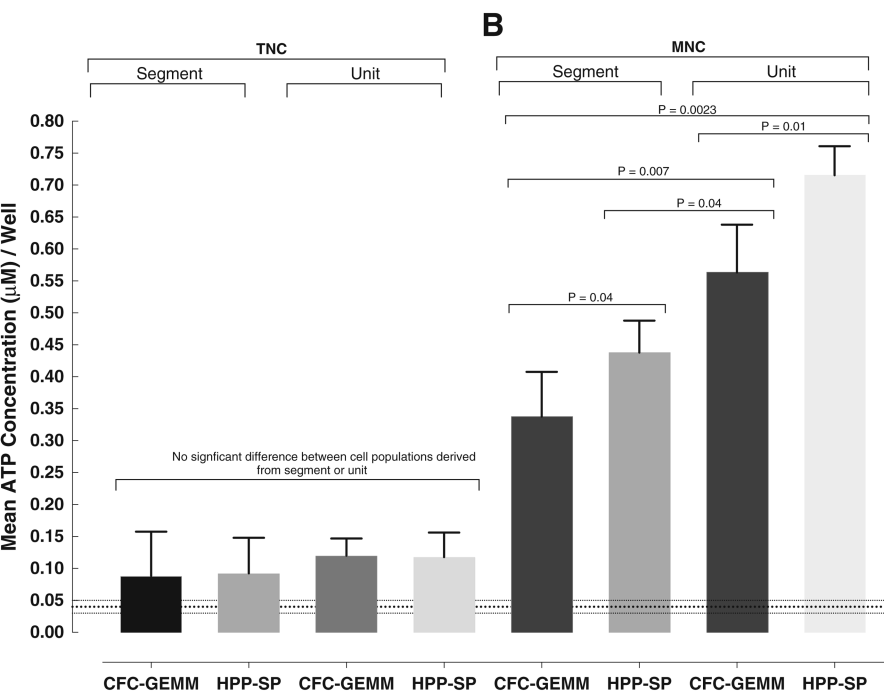 B
TNC
MNC
Segment
Unit
Segment
Unit
P = 0.0023
P = 0.01
P = 0.007
P = 0.04
P = 0.04
No signficant difference between cell populations derived
from segment or unit
Mean ATP Concentration (μM) / Well
0.80
0.75
0.70
0.65
0.60
0.55
0.50
0.45
0.40
0.35
0.30
0.25
0.20
0.15
0.10
0.05
0.00
CFC-GEMM
HPP-SP
CFC-GEMM
HPP-SP
CFC-GEMM
HPP-SP
CFC-GEMM
HPP-SP